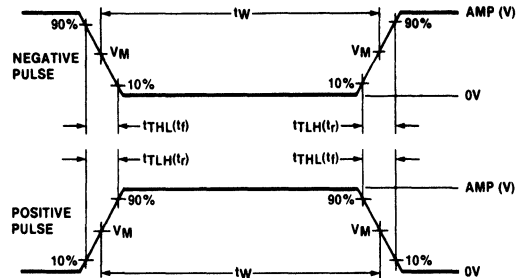 tW
AMP (V)
90%
90%
NEGATIVE
PULSE
VM
VM
10%
10%
0V
tTHL(tf)
tTLH(tr)
tTLH(tr)
tTHL(tf)
AMP (V)
90%
90%
POSITIVE
PULSE
VM
VM
10%
10%
0V
tW